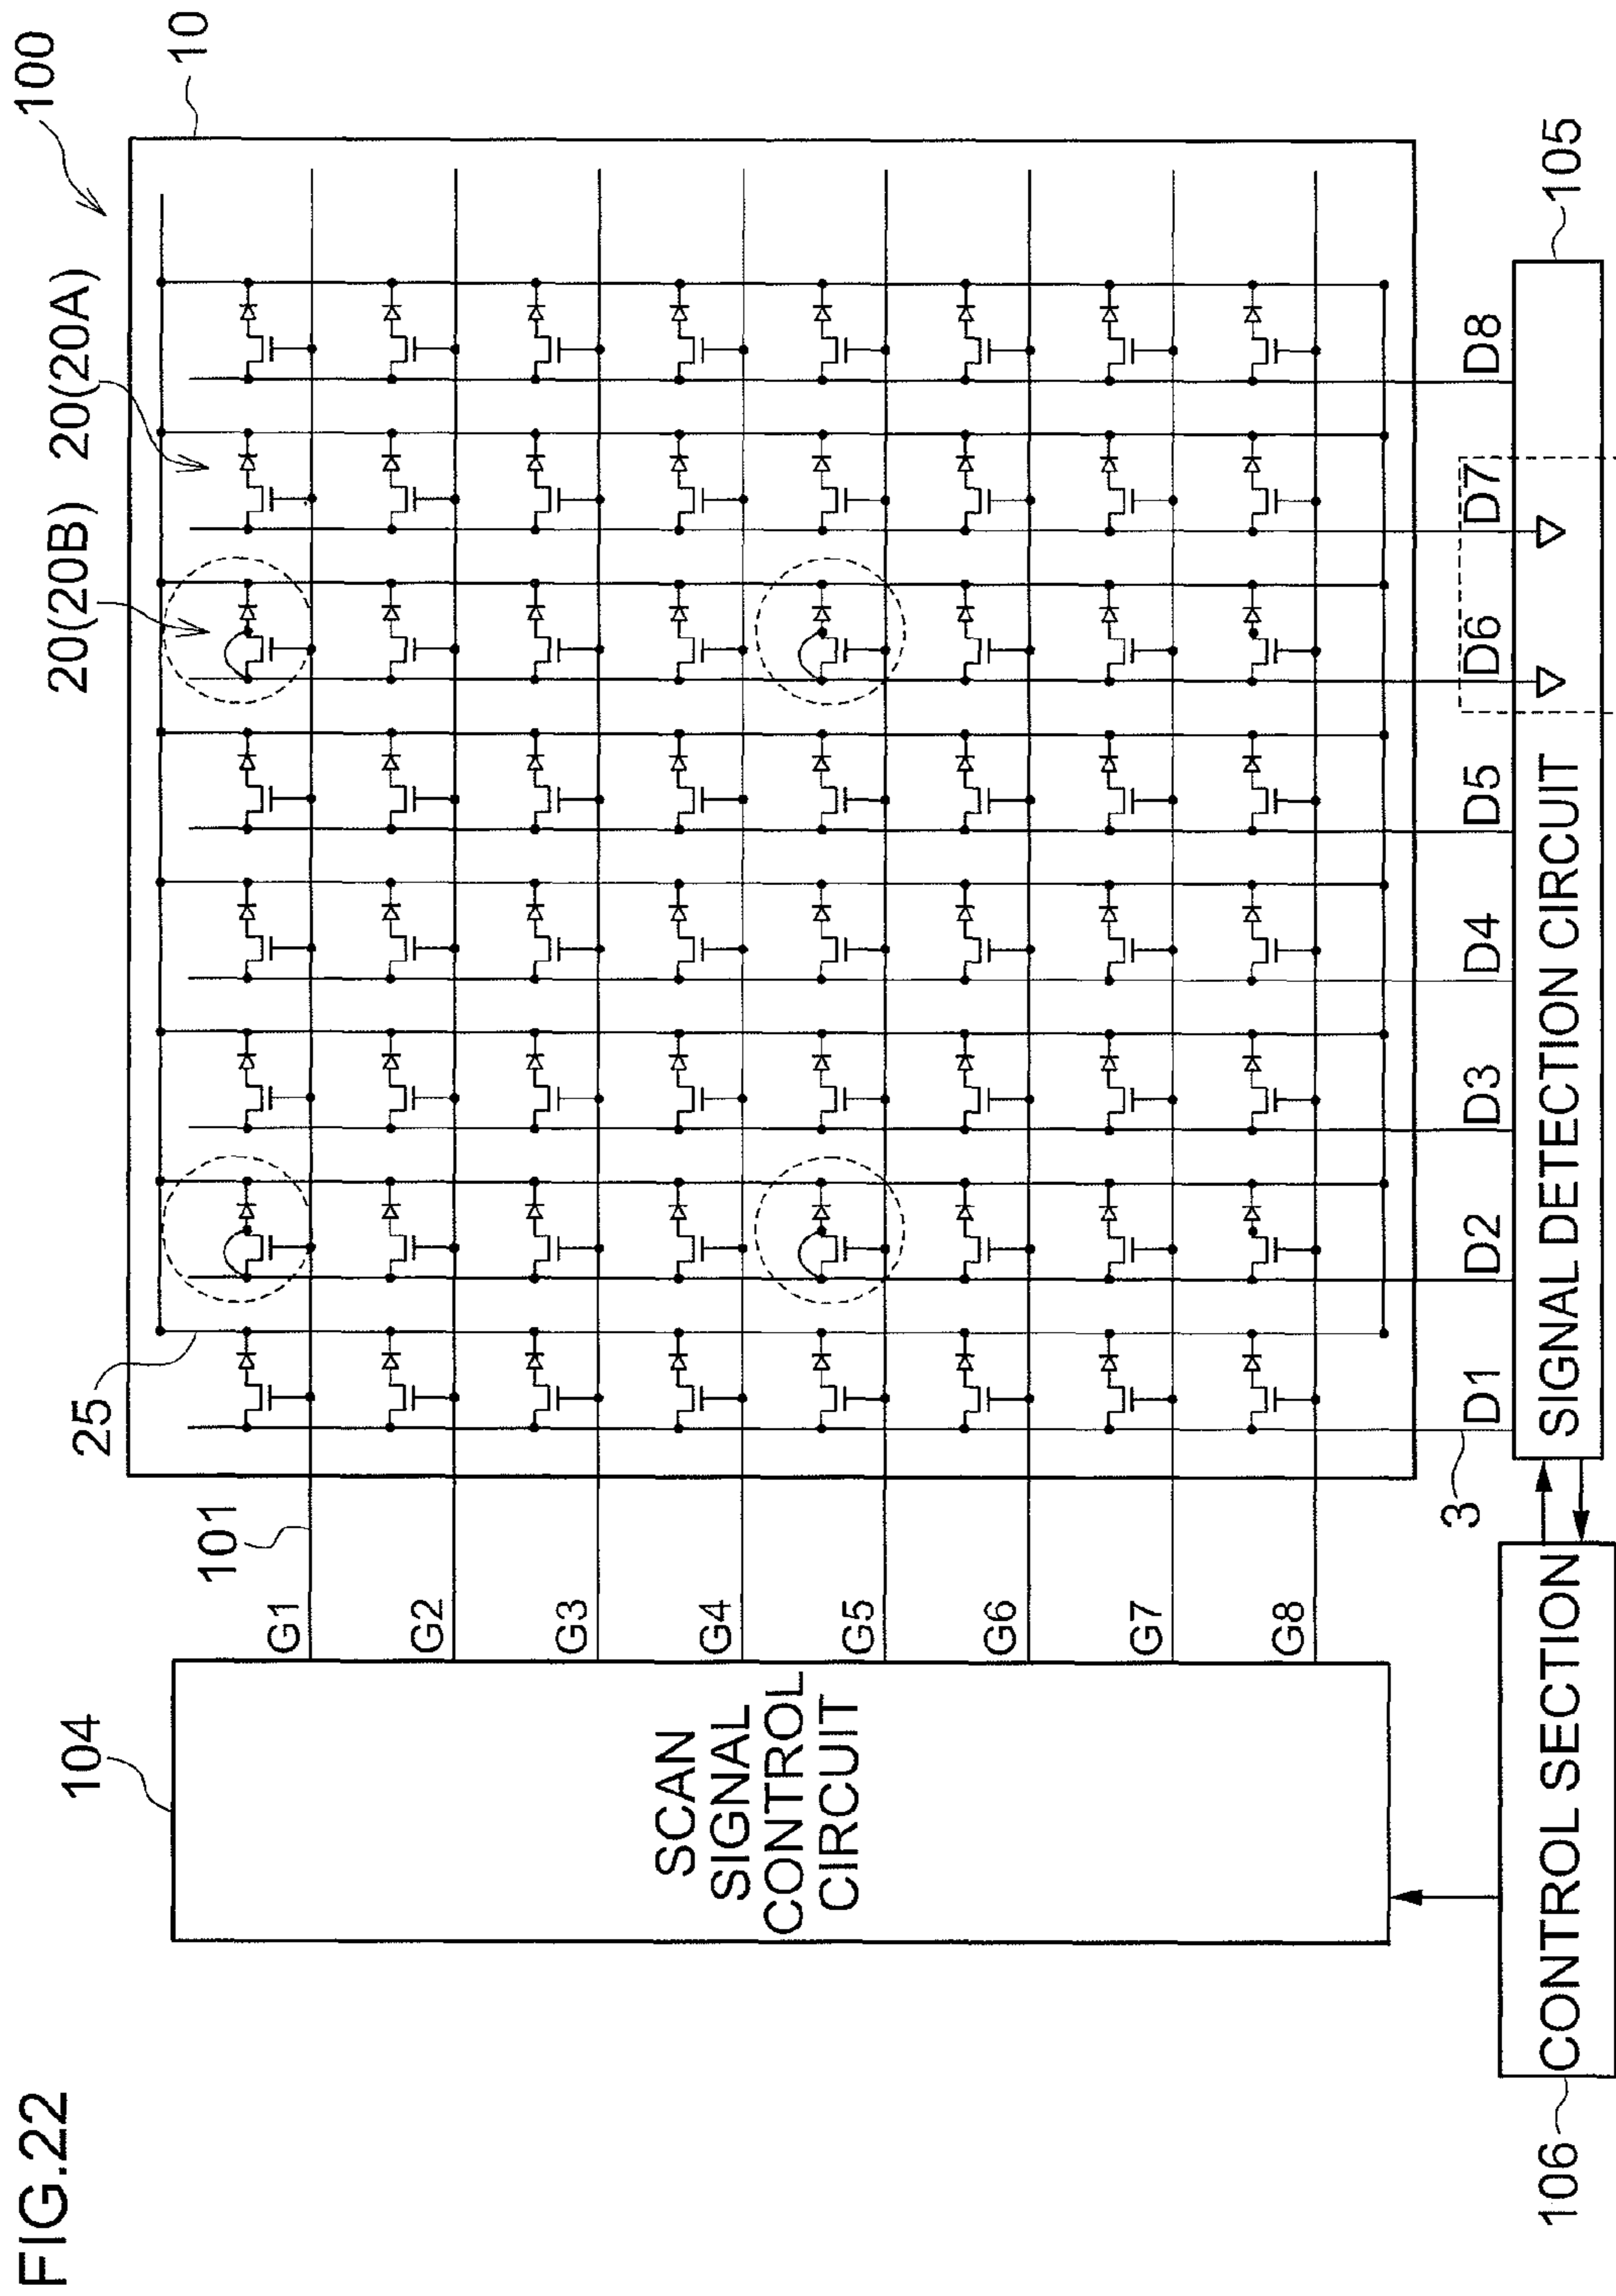 FIG.22
100
10
20(20A)
20(20B)
25
101
104
G1
G2
G3
G4
G5
G6
G7
G8
SCAN
SIGNAL
CONTROL
CIRCUIT
D1
D2
D3
D4
D5
D6
D7
D8
3
105
SIGNAL DETECTION CIRCUIT
CONTROL SECTION
106